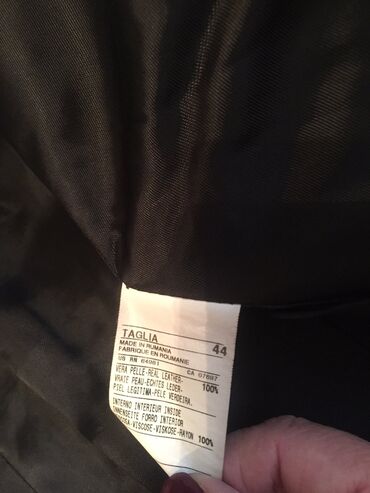 TAGLIA 44
MADE IN RUMANIA
FABRIQUE EN ROUMANIE
US RN 64981 CA 07697
VERA PELLE-REAL LEATHER-
VRAIE PEAU-ECHTES LEDER- 100%
PIEL LEGITIMA-PELE VERDEIRA.
INTERNO INTERIEUR INSIDE
INNENSEITE FORRO INTERIOR
VISCOSE-VISKOSE-RAYON 100%